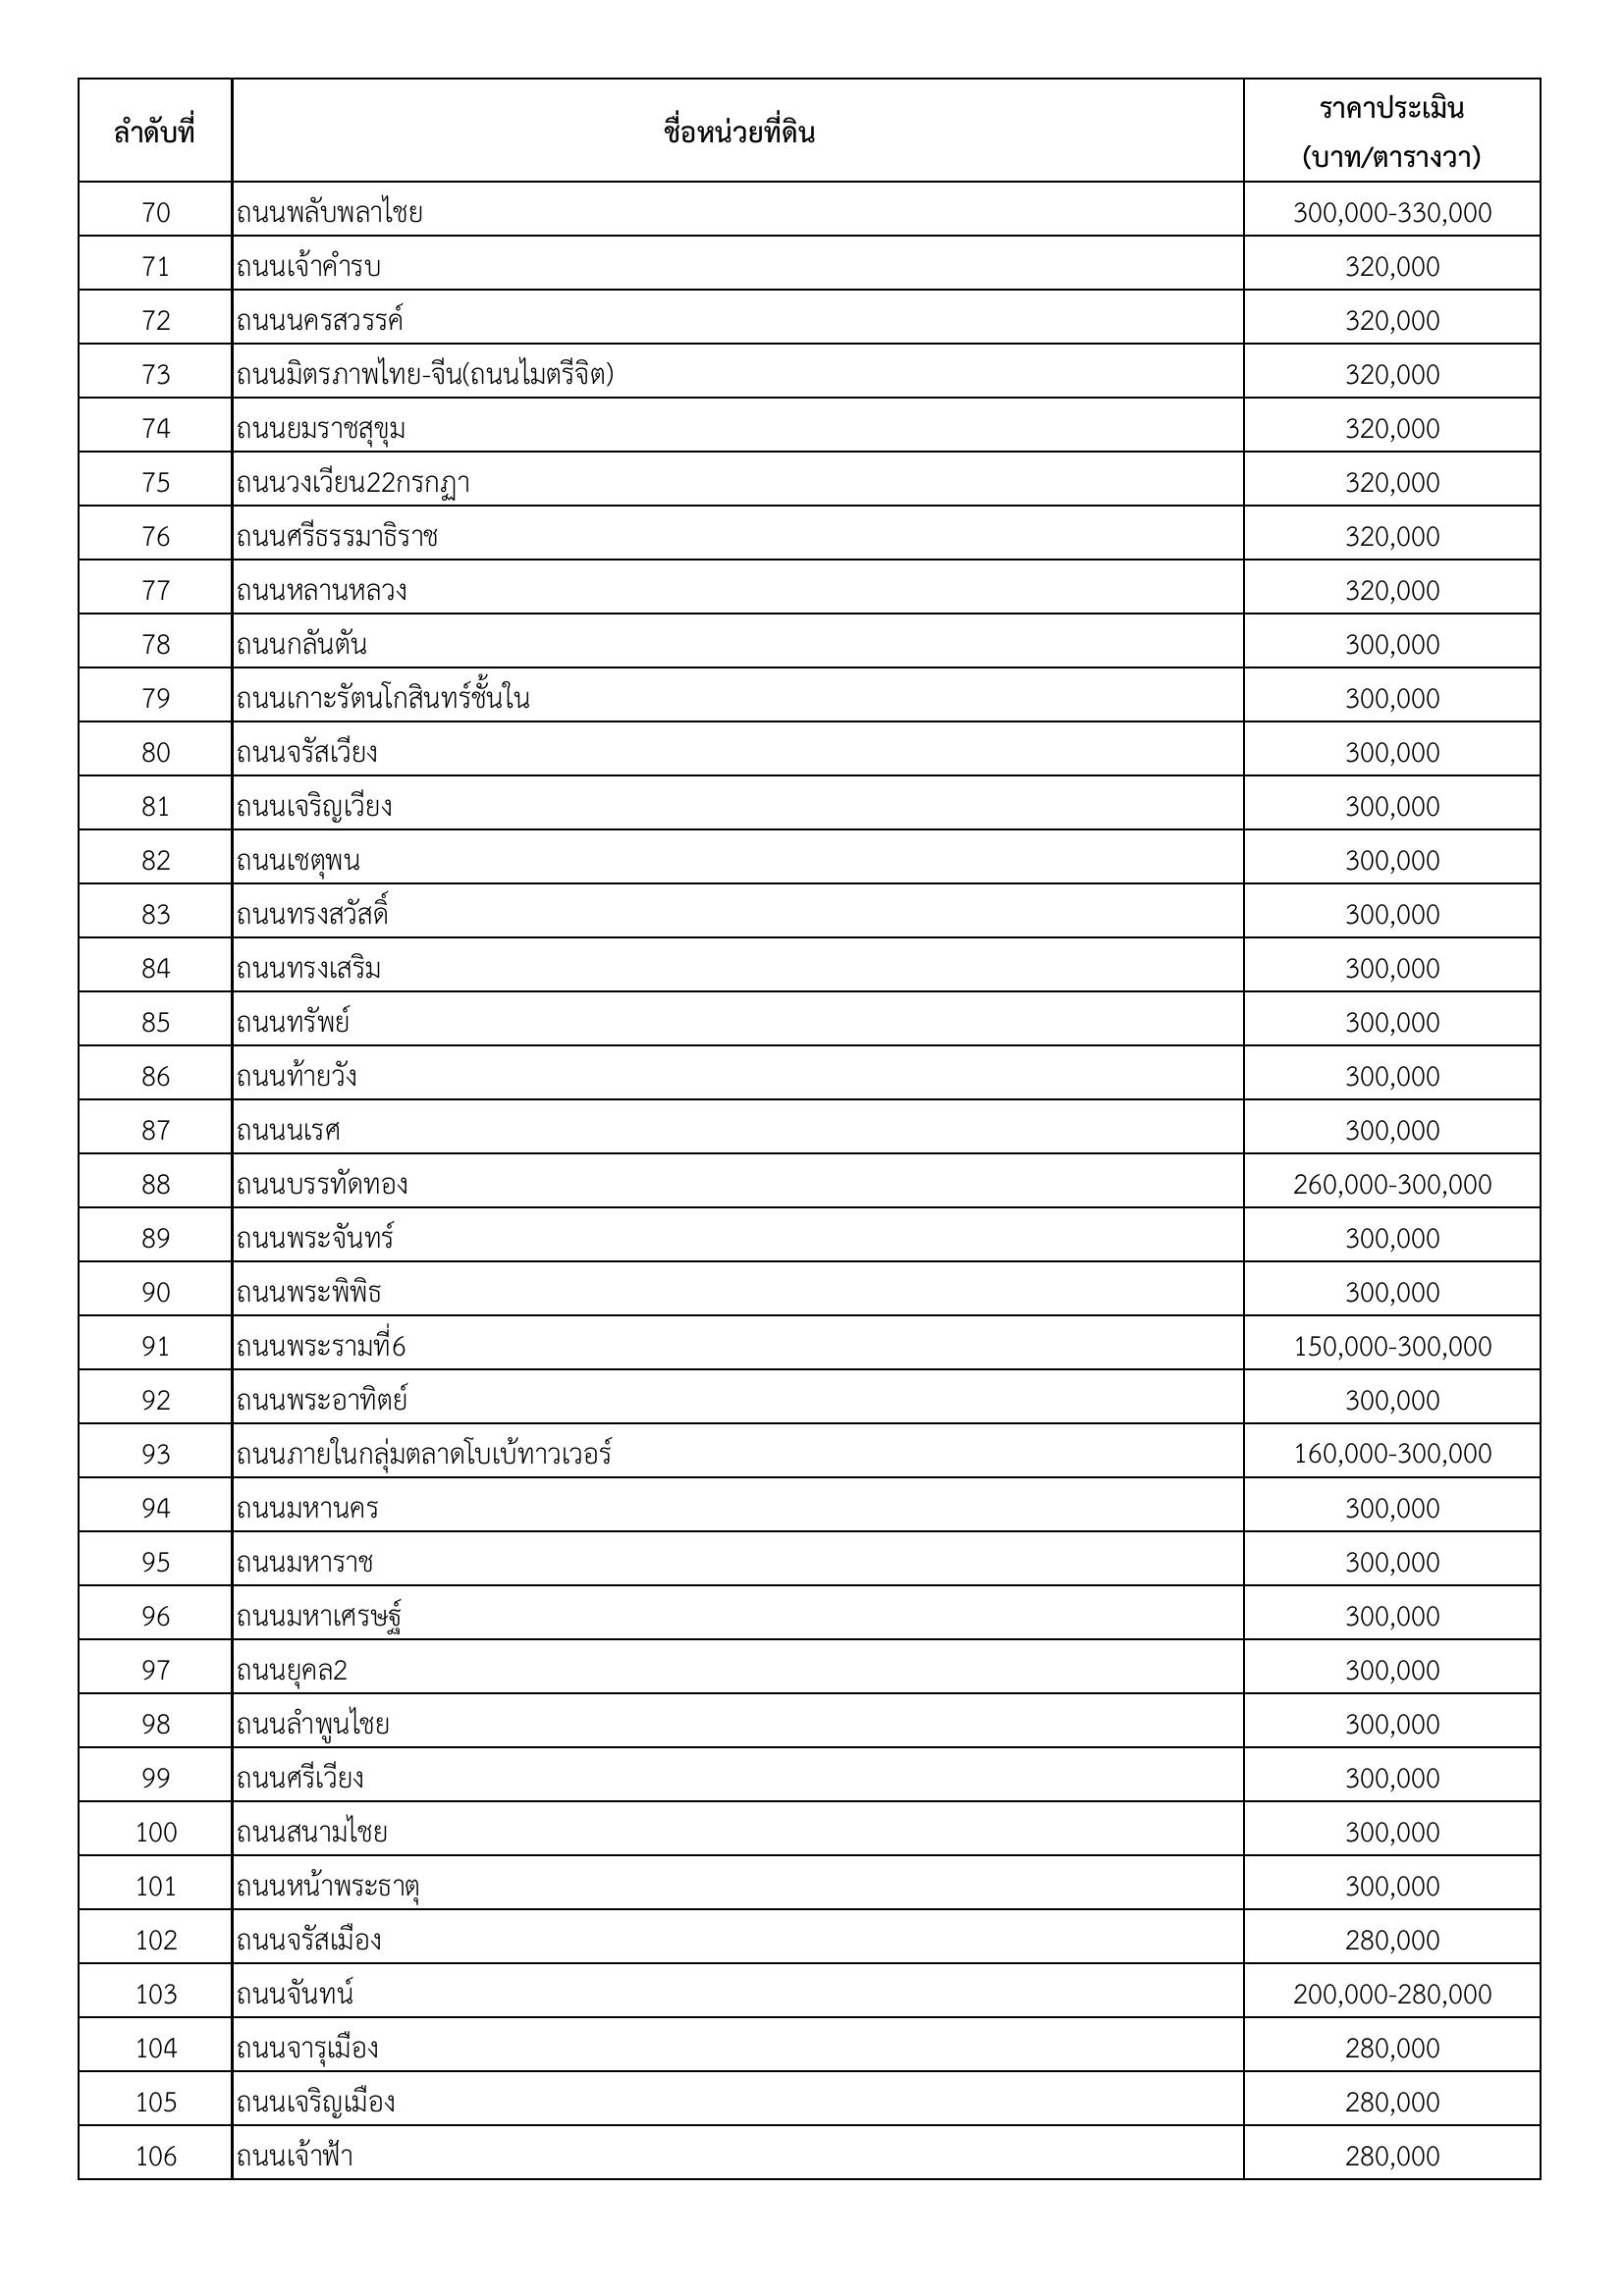 ลำดับที่ ชื่อหน่วยที่ดิน ราคาประเมิน
(บาท/ตารางวา)
70 ถนนพลับพลาไชย 300,000-330,000
71 ถนนเจ้าคำรบ 320,000
72 ถนนนครสวรรค์ 320,000
73 ถนนมิตรภาพไทย-จีน(ถนนไมตรีจิต) 320,000
74 ถนนยมราชสุขุม 320,000
75 ถนนวงเวียน22กรกฏา 320,000
76 ถนนศรีธรรมาธิราช 320,000
77 ถนนหลานหลวง 320,000
78 ถนนกลันตัน 300,000
79 ถนนเกาะรัตนโกสินทร์ชั้นใน 300,000
80 ถนนจรัสเวียง 300,000
81 ถนนเจริญเวียง 300,000
82 ถนนเชตุพน 300,000
83 ถนนทรงสวัสดิ์ 300,000
84 ถนนทรงเสริม 300,000
85 ถนนทรัพย์ 300,000
86 ถนนท้ายวัง 300,000
87 ถนนนเรศ 300,000
88 ถนนบรรทัดทอง 260,000-300,000
89 ถนนพระจันทร์ 300,000
90 ถนนพระพิพิธ 300,000
91 ถนนพระรามที่6 150,000-300,000
92 ถนนพระอาทิตย์ 300,000
93 ถนนภายในกลุ่มตลาดโบเบ้ทาวเวอร์ 160,000-300,000
94 ถนนมหานคร 300,000
95 ถนนมหาราช 300,000
96 ถนนมหาเศรษฐ์ 300,000
97 ถนนยุคล2 300,000
98 ถนนลำพูนไชย 300,000
99 ถนนศรีเวียง 300,000
100 ถนนสนามไชย 300,000
101 ถนนหน้าพระธาตุ 300,000
102 ถนนจรัสเมือง 280,000
103 ถนนจันทน์ 200,000-280,000
104 ถนนจารุเมือง 280,000
105 ถนนเจริญเมือง 280,000
106 ถนนเจ้าฟ้า 280,000